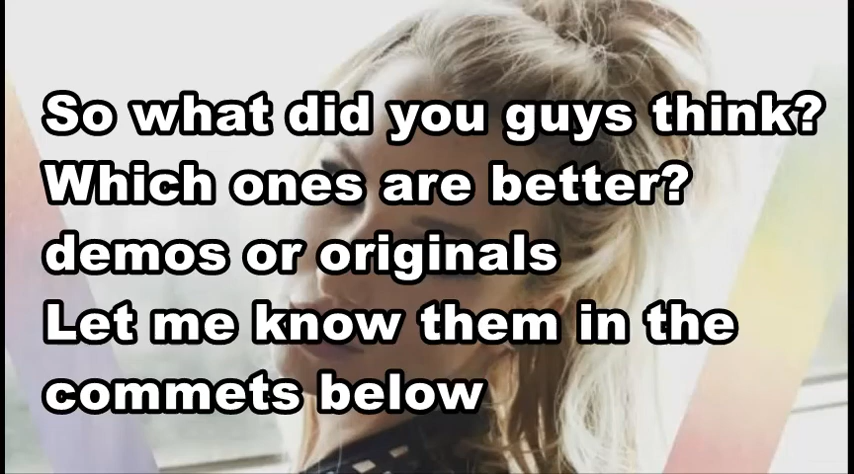 So what did you guys think?
Which ones are better?
demos or originals
Let me know them in the
commets below